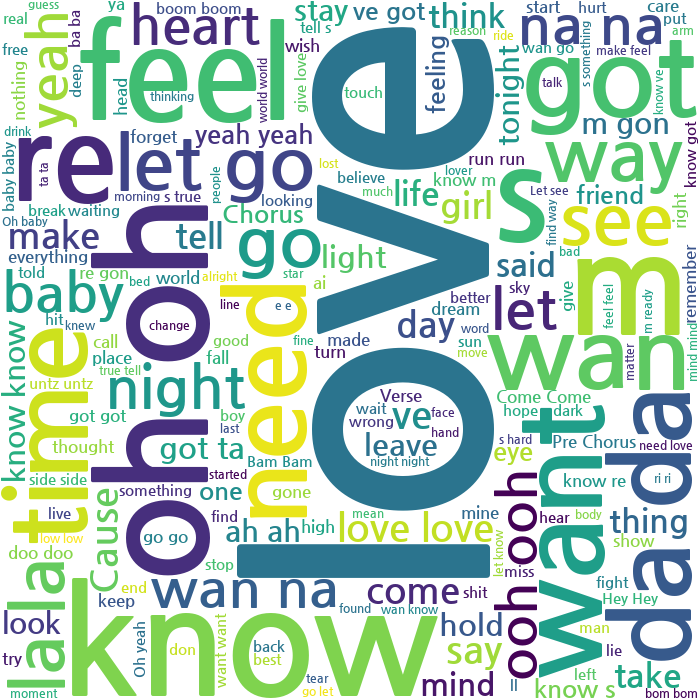 guess
ya
boom boom
stay
ve got
think
start
hurt
care
real
ba ba
heart
tell s
reason
ride
na na
put
free
yeah
feel
wish
feeling
wan go
make feel
arm
nothing
deep
head
thinking
world world
give love
love
touch
tonight
talk
s something
got
know ve
drink
re
let go
forget
yeah yeah
m gon
know got
baby baby
ta ta
morning
s true
people
looking
lost
believe
much
run run
lover
way
Oh baby
break
waiting
Chorus
life
know m
girl
s
Let see
find way
friend
see
right
make
oh oh
tell
go
light
said
bad
everything
told
re gon
bed
world
alright
star
ai
better
sky
give
feel feel
m
m ready
remember
mind mind
baby
line
e e
dream
let
hit
knew
change
need
fine
made
day
word
sun
call
good
turn
move
wan
matter
place
fall
true tell
know know
time
untz untz
night
Verse
Come Come
got got
boy
wait
ve
face
hope
dark
da da
thought
last
wrong
leave
hand
want
got ta
s hard
Pre Chorus
need love
side side
Bam Bam
night night
eye
started
something
one
gone
know re
ri ri
live
find
mean
mine
ooh ooh
hear
body
thing
low low
Cause
go go
ah ah
high
love love
let know
show
doo doo
stop
miss
la la
end
wan na
come
shit
fight
keep
found
wan know
Hey Hey
look
know
hold
man
Oh yeah
don
want want
back
say
lie
try
best
left
take
tear
mind
ll
moment
go let
know s
bom bom